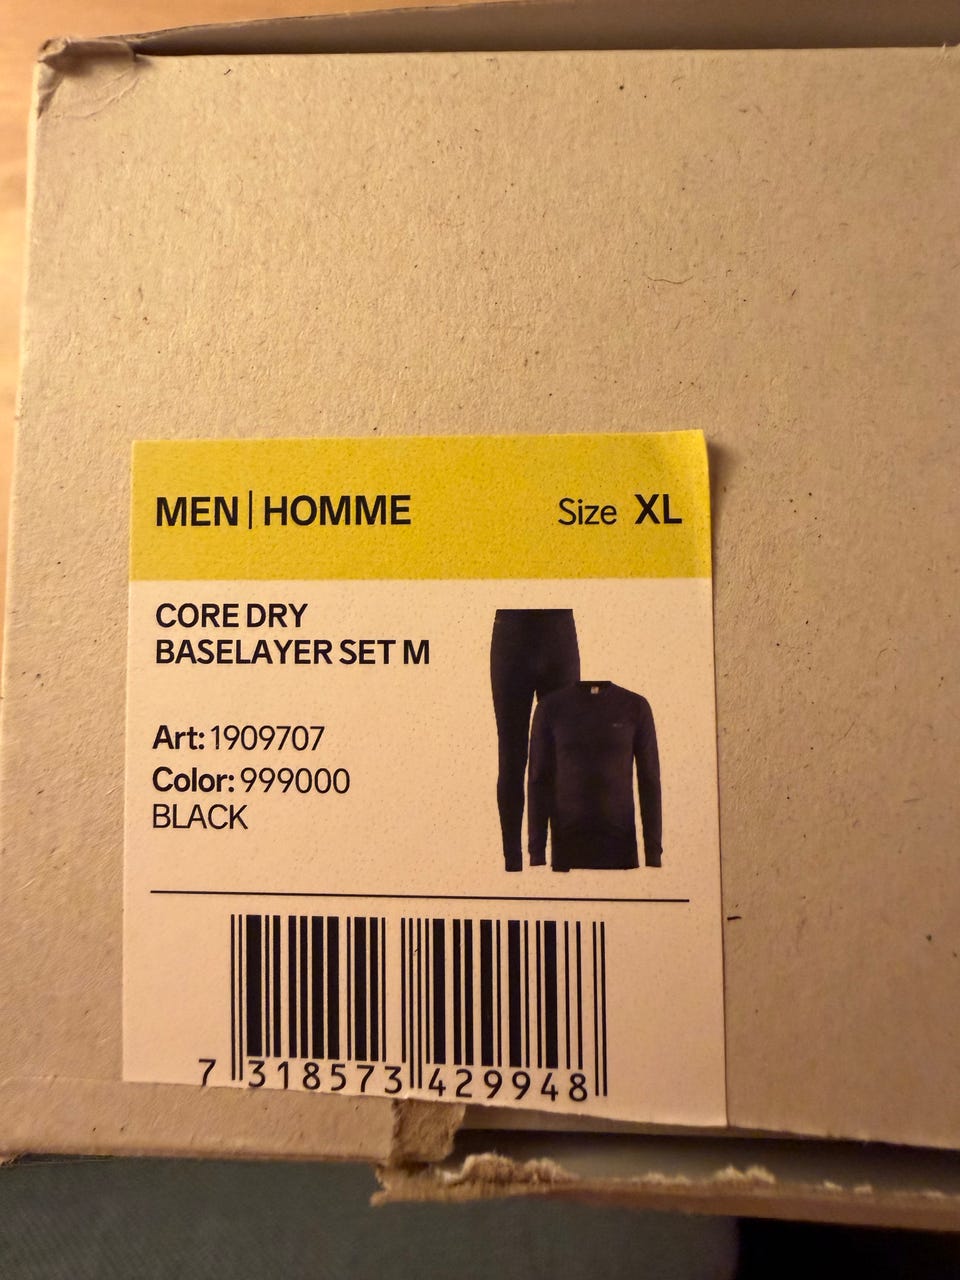 MEN | HOMME Size XL
CORE DRY
BASELAYER SET M
Art: 1909707
Color: 999000
BLACK
7 318573 429948